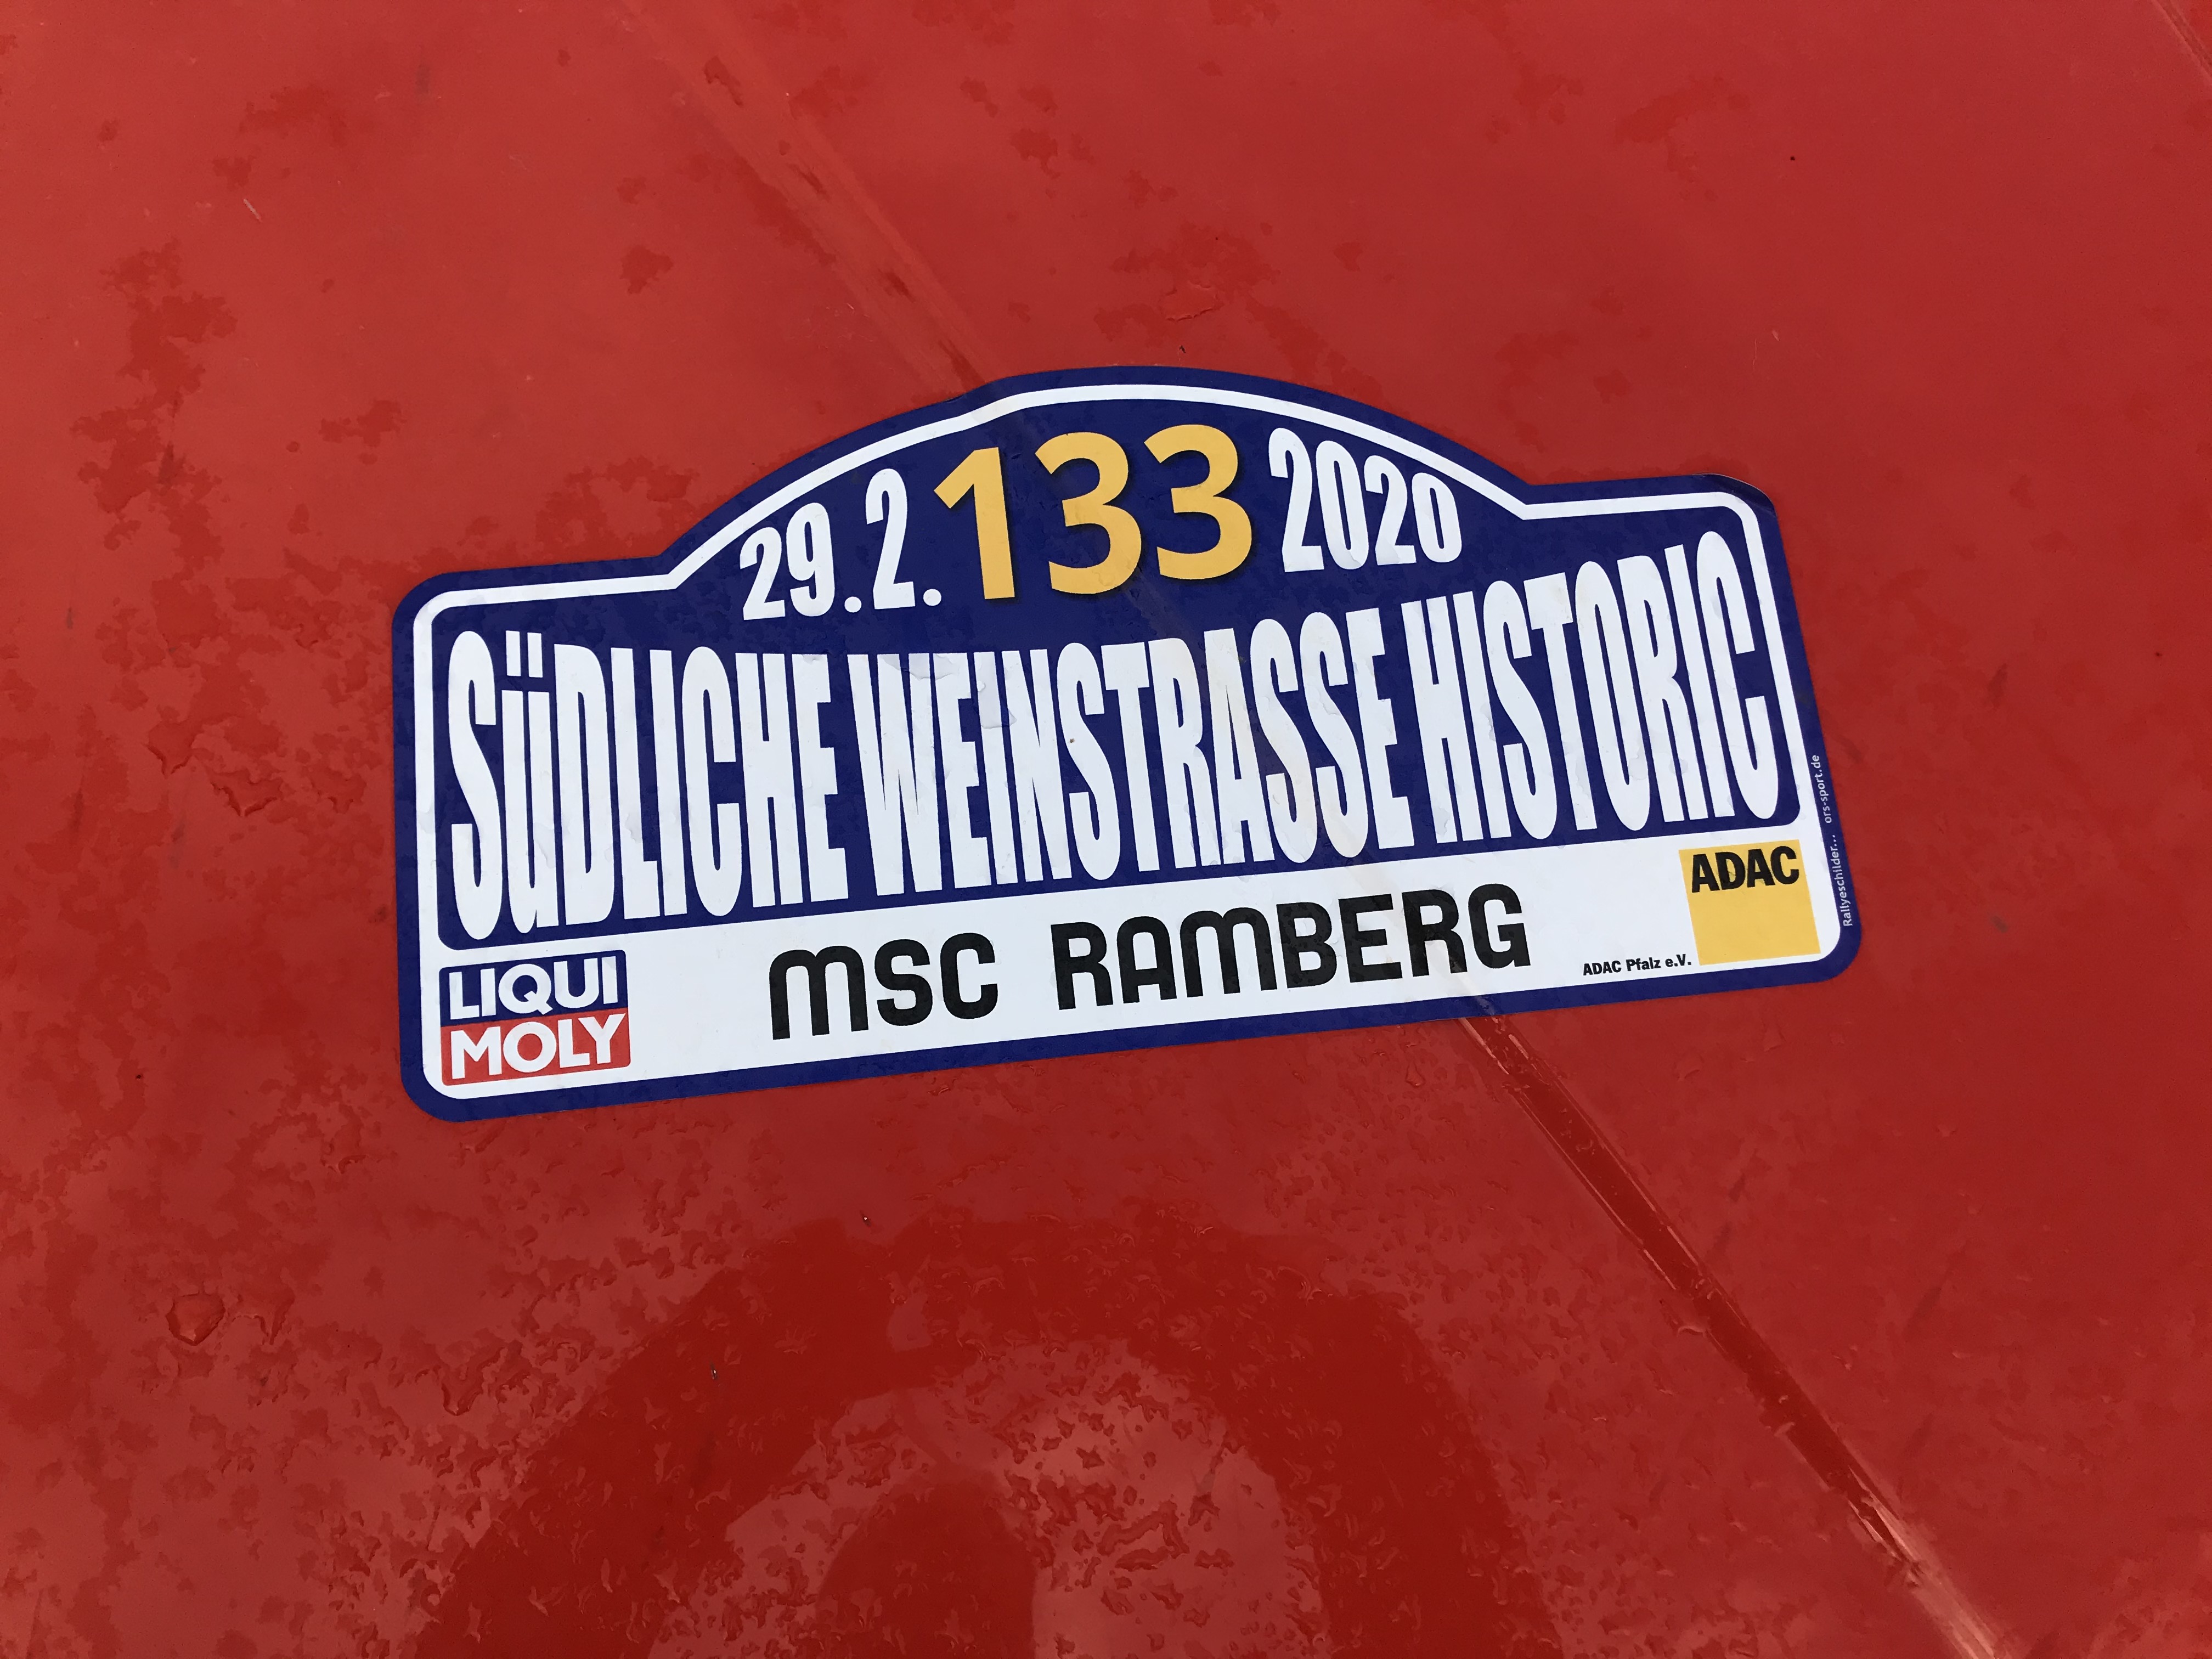 29.2. 133 2020
SüDLICHE WEINSTRASSE HISTORIC
LIQUI
MOLY
MSC RAMBERG
ADAC Pfalz e.V.
ADAC
Rallyeschilder... ors-sport.de